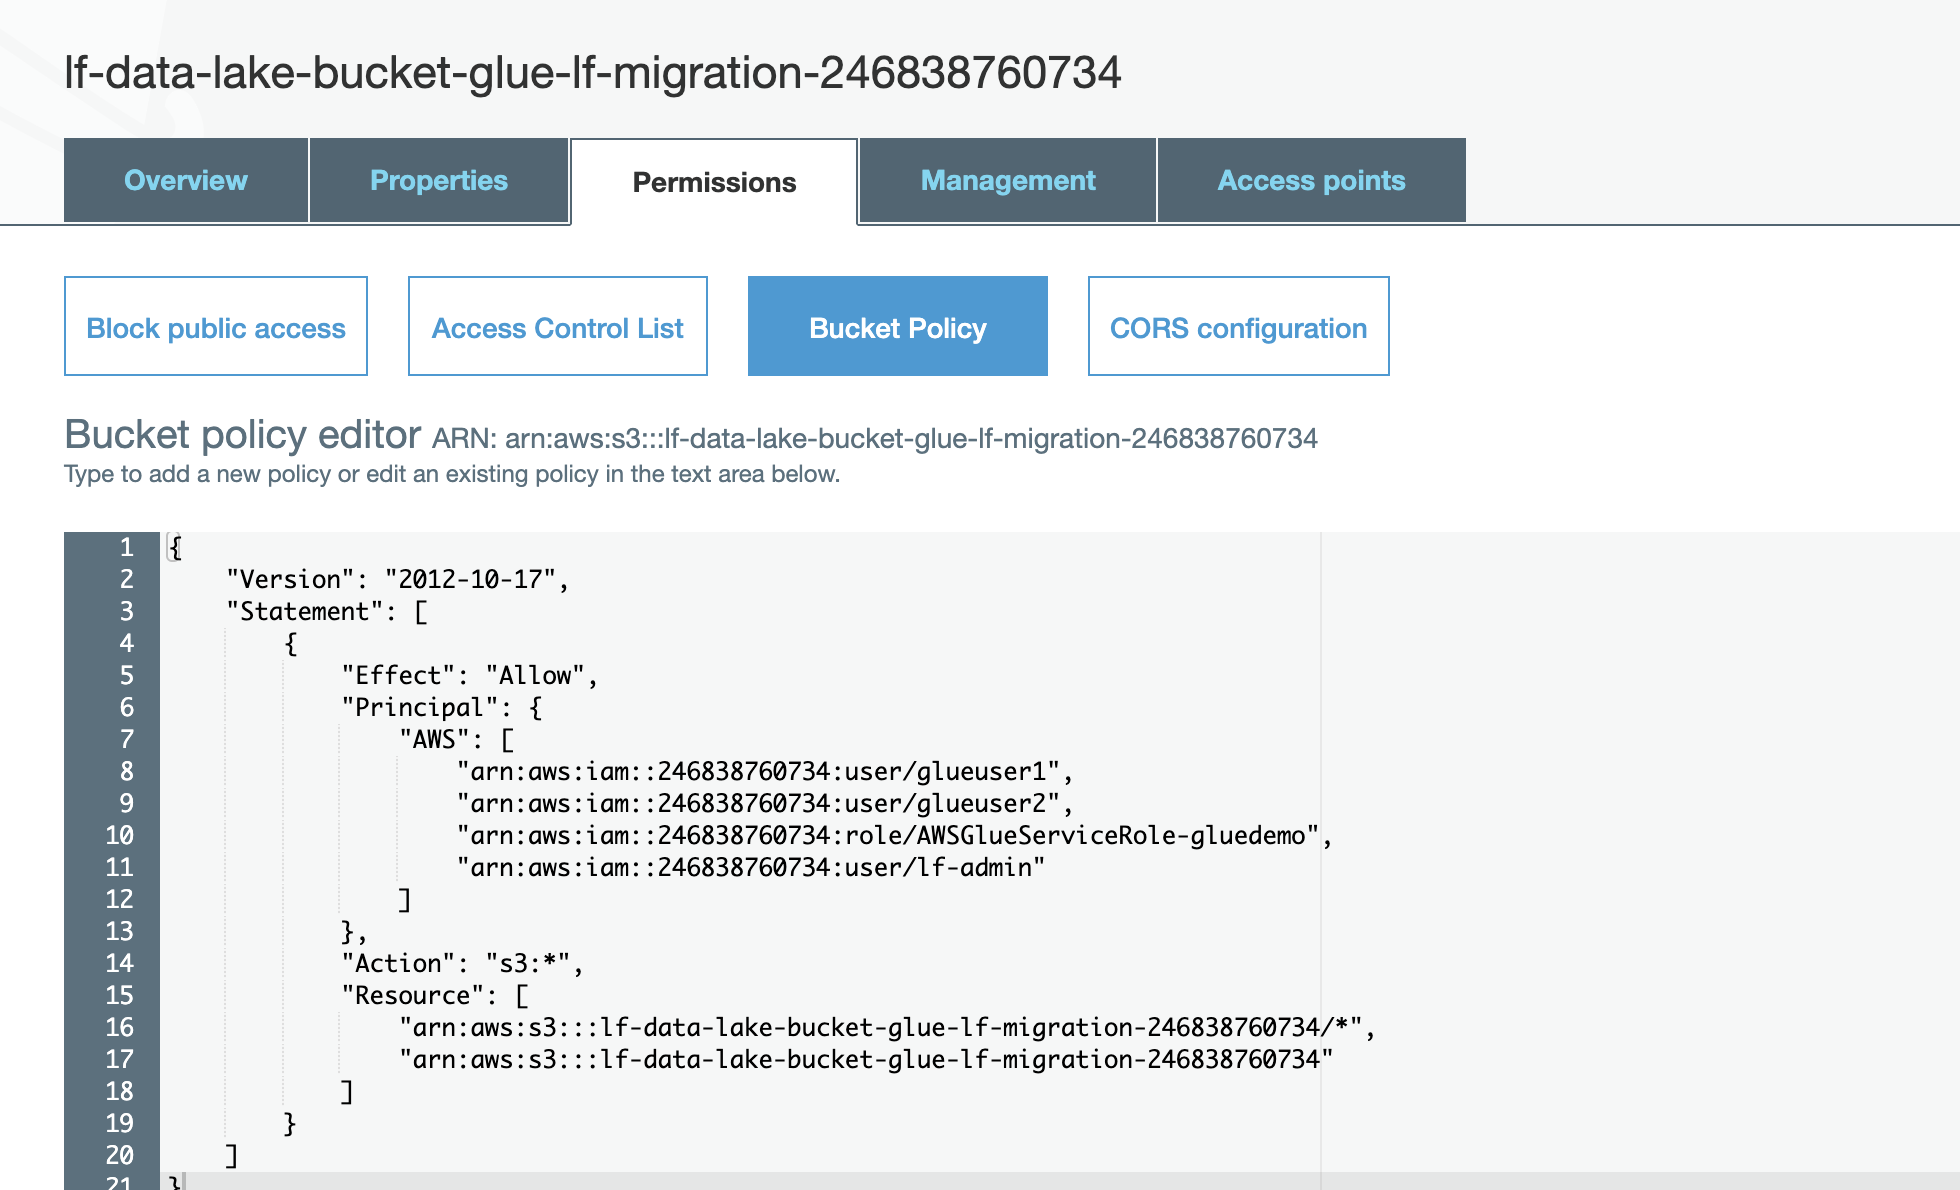 lf-data-lake-bucket-glue-lf-migration-246838760734
Overview Properties Permissions Management Access points
Block public access Access Control List Bucket Policy CORS configuration
Bucket policy editor ARN: arn:aws:s3:::lf-data-lake-bucket-glue-lf-migration-246838760734
Type to add a new policy or edit an existing policy in the text area below.
1 {
2     "Version": "2012-10-17",
3     "Statement": [
4         {
5             "Effect": "Allow",
6             "Principal": {
7                 "AWS": [
8                     "arn:aws:iam::246838760734:user/glueuser1",
9                     "arn:aws:iam::246838760734:user/glueuser2",
10                     "arn:aws:iam::246838760734:role/AWSGlueServiceRole-gluedemo",
11                     "arn:aws:iam::246838760734:user/lf-admin"
12                 ]
13             },
14             "Action": "s3:*",
15             "Resource": [
16                 "arn:aws:s3:::lf-data-lake-bucket-glue-lf-migration-246838760734/*",
17                 "arn:aws:s3:::lf-data-lake-bucket-glue-lf-migration-246838760734"
18             ]
19         }
20     ]
21 }